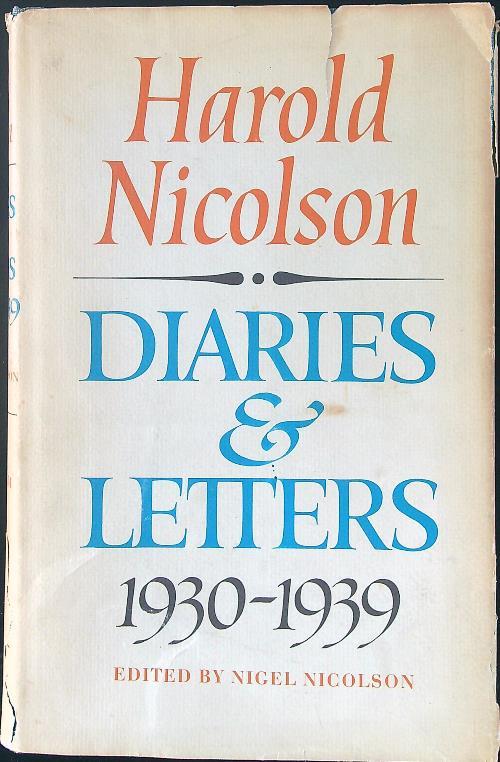 Harold
Nicolson
DIARIES
&
LETTERS
1930-1939
EDITED BY NIGEL NICOLSON